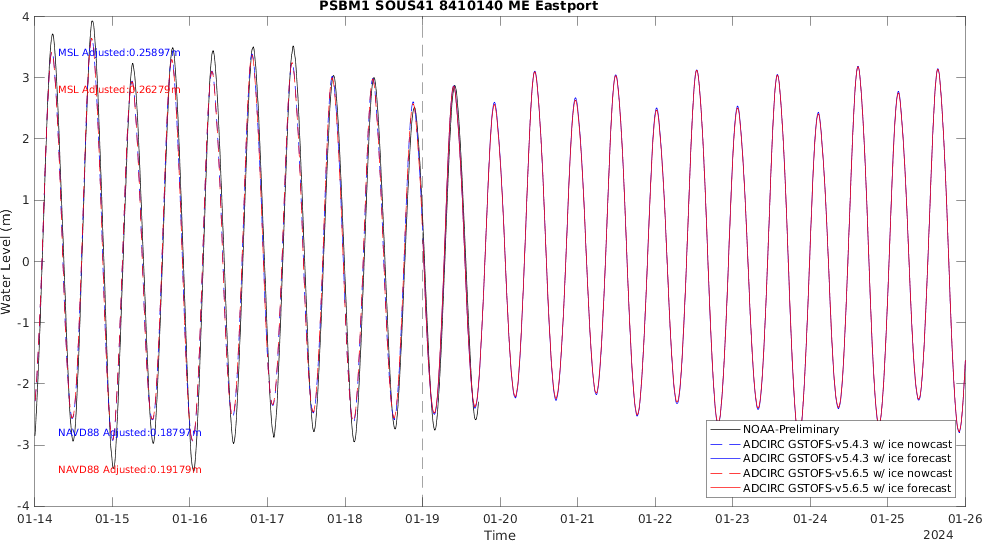 PSBM1 SOUS41 8410140 ME Eastport
4
3
2
1
0
-1
-2
-3
-4
Water Level (m)
MSL Adjusted:0.25897m
MSL Adjusted:0.26279m
NAVD88 Adjusted:0.18797m
NAVD88 Adjusted:0.19179m
NOAA-Preliminary
ADCIRC GSTOFS-v5.4.3 w/ ice nowcast
ADCIRC GSTOFS-v5.4.3 w/ ice forecast
ADCIRC GSTOFS-v5.6.5 w/ ice nowcast
ADCIRC GSTOFS-v5.6.5 w/ ice forecast
01-14 01-15 01-16 01-17 01-18 01-19 01-20 01-21 01-22 01-23 01-24 01-25 01-26
Time
2024